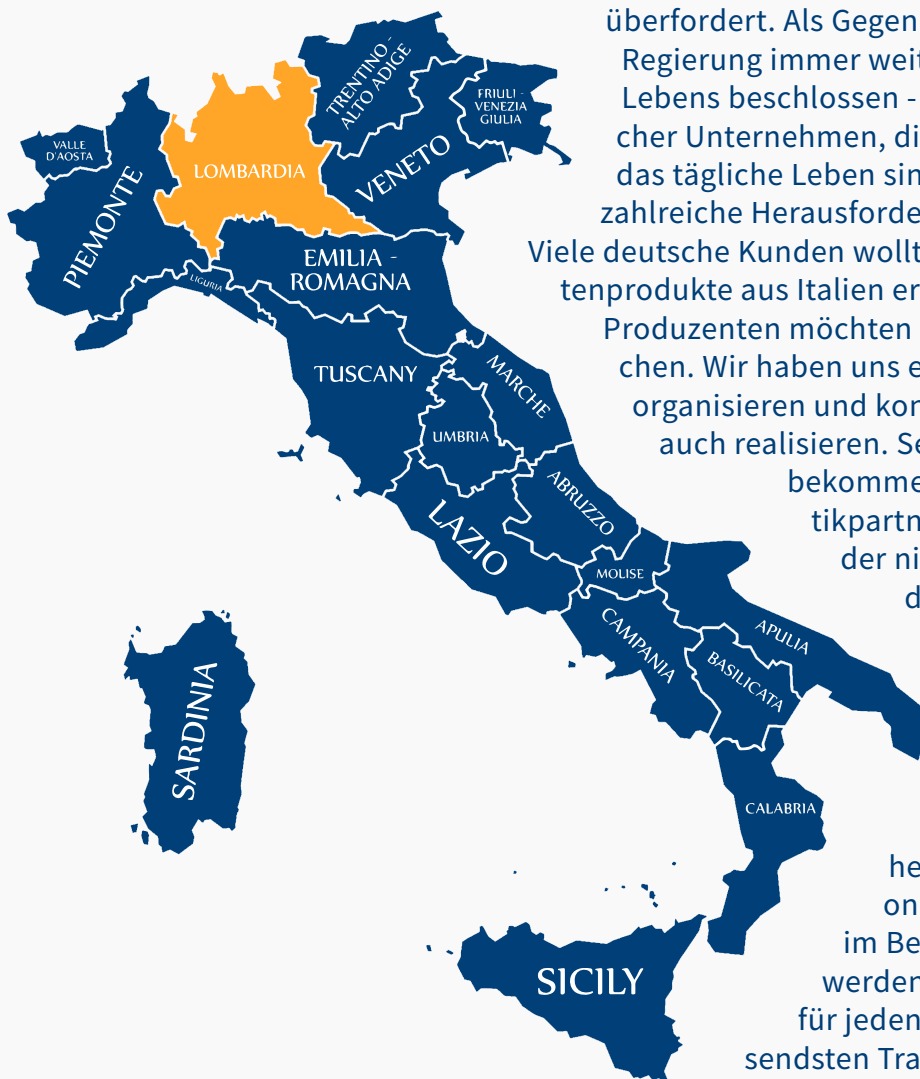 überfordert. Als Gegen
Regierung immer weit
Lebens beschlossen -
cher Unternehmen, di
das tägliche Leben sin
zahlreiche Herausforde
Viele deutsche Kunden wollt
tenprodukte aus Italien er
Produzenten möchten
chen. Wir haben uns e
organisieren und kon
auch realisieren. Se
bekomme
tikpartn
der ni
d
he
on
im Be
werden
für jeden
sendsten Tra
TRENTINO -
ALTO ADIGE
FRIULI -
VENEZIA
GIULIA
VALLE
D'AOSTA
LOMBARDIA
VENETO
PIEMONTE
EMILIA -
ROMAGNA
LIGURIA
TUSCANY
MARCHE
UMBRIA
ABRUZZO
LAZIO
MOLISE
CAMPANIA
APULIA
BASILICATA
SARDINIA
CALABRIA
SICILY